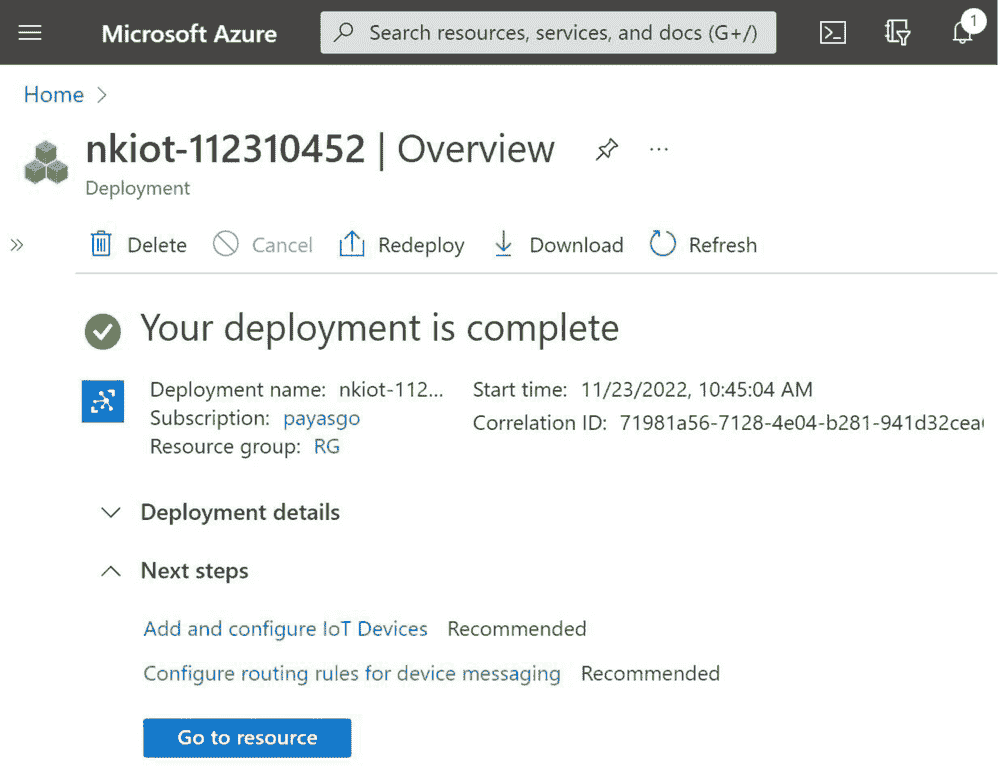 Microsoft Azure
Search resources, services, and docs (G+/)
1
Home >
nkiot-112310452 | Overview
...
Deployment
Delete Cancel Redeploy Download Refresh
Your deployment is complete
Deployment name: nkiot-112... Start time: 11/23/2022, 10:45:04 AM
Subscription: payasgo Correlation ID: 71981a56-7128-4e04-b281-941d32cea
Resource group: RG
Deployment details
Next steps
Add and configure IoT Devices Recommended
Configure routing rules for device messaging Recommended
Go to resource